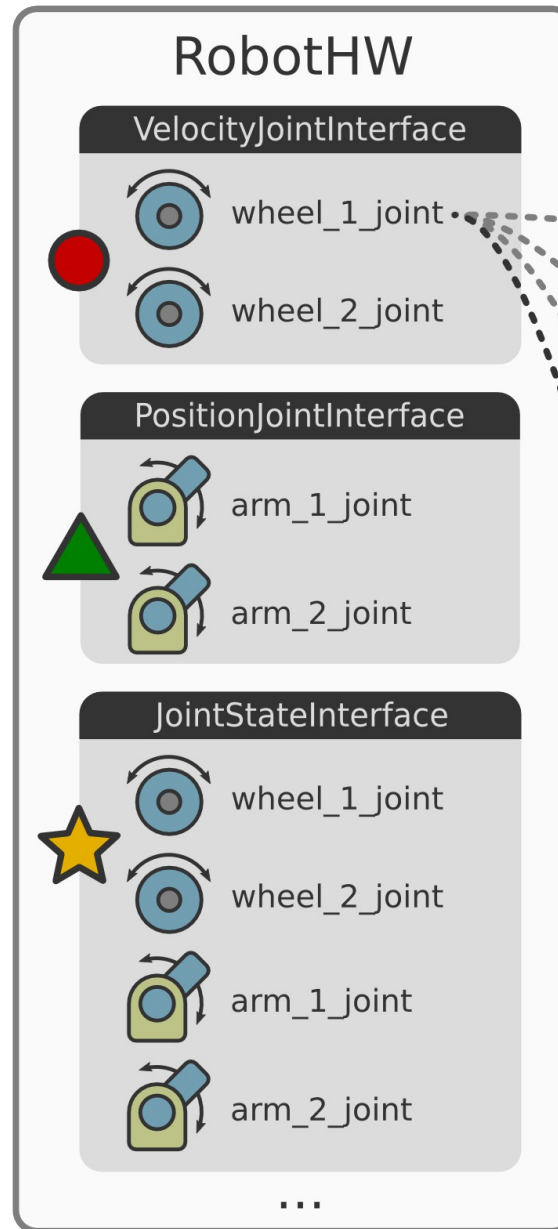 RobotHW
VelocityJointInterface
wheel_1_joint
wheel_2_joint
PositionJointInterface
arm_1_joint
arm_2_joint
JointStateInterface
wheel_1_joint
wheel_2_joint
arm_1_joint
arm_2_joint
...